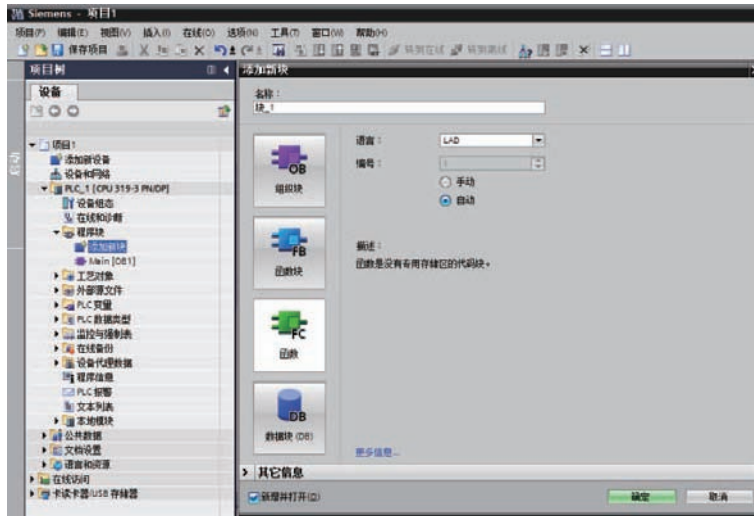 Siemens - 项目1
项目(P) 编辑(E) 视图(V) 插入(I) 在线(O) 选项(N) 工具(T) 窗口(W) 帮助(H)
保存项目 转到在线 转到离线
项目树
设备
项目1
添加新设备
设备和网络
PLC_1 [CPU 319-3 PN/DP]
设备组态
在线和诊断
程序块
添加新块
Main [OB1]
工艺对象
外部源文件
PLC 变量
PLC 数据类型
监控与强制表
在线备份
设备代理数据
程序信息
PLC 报警
文本列表
本地模块
公共数据
文档设置
语言和资源
在线访问
读卡器/USB 存储器
启动
添加新块
名称：
块_1
OB
组织块
FB
函数块
FC
函数
DB
数据块 (DB)
语言：
LAD
编号：
1
手动
自动
描述：
函数是没有专用存储区的代码块。
更多信息...
其它信息
新增并打开(O)
确定
取消